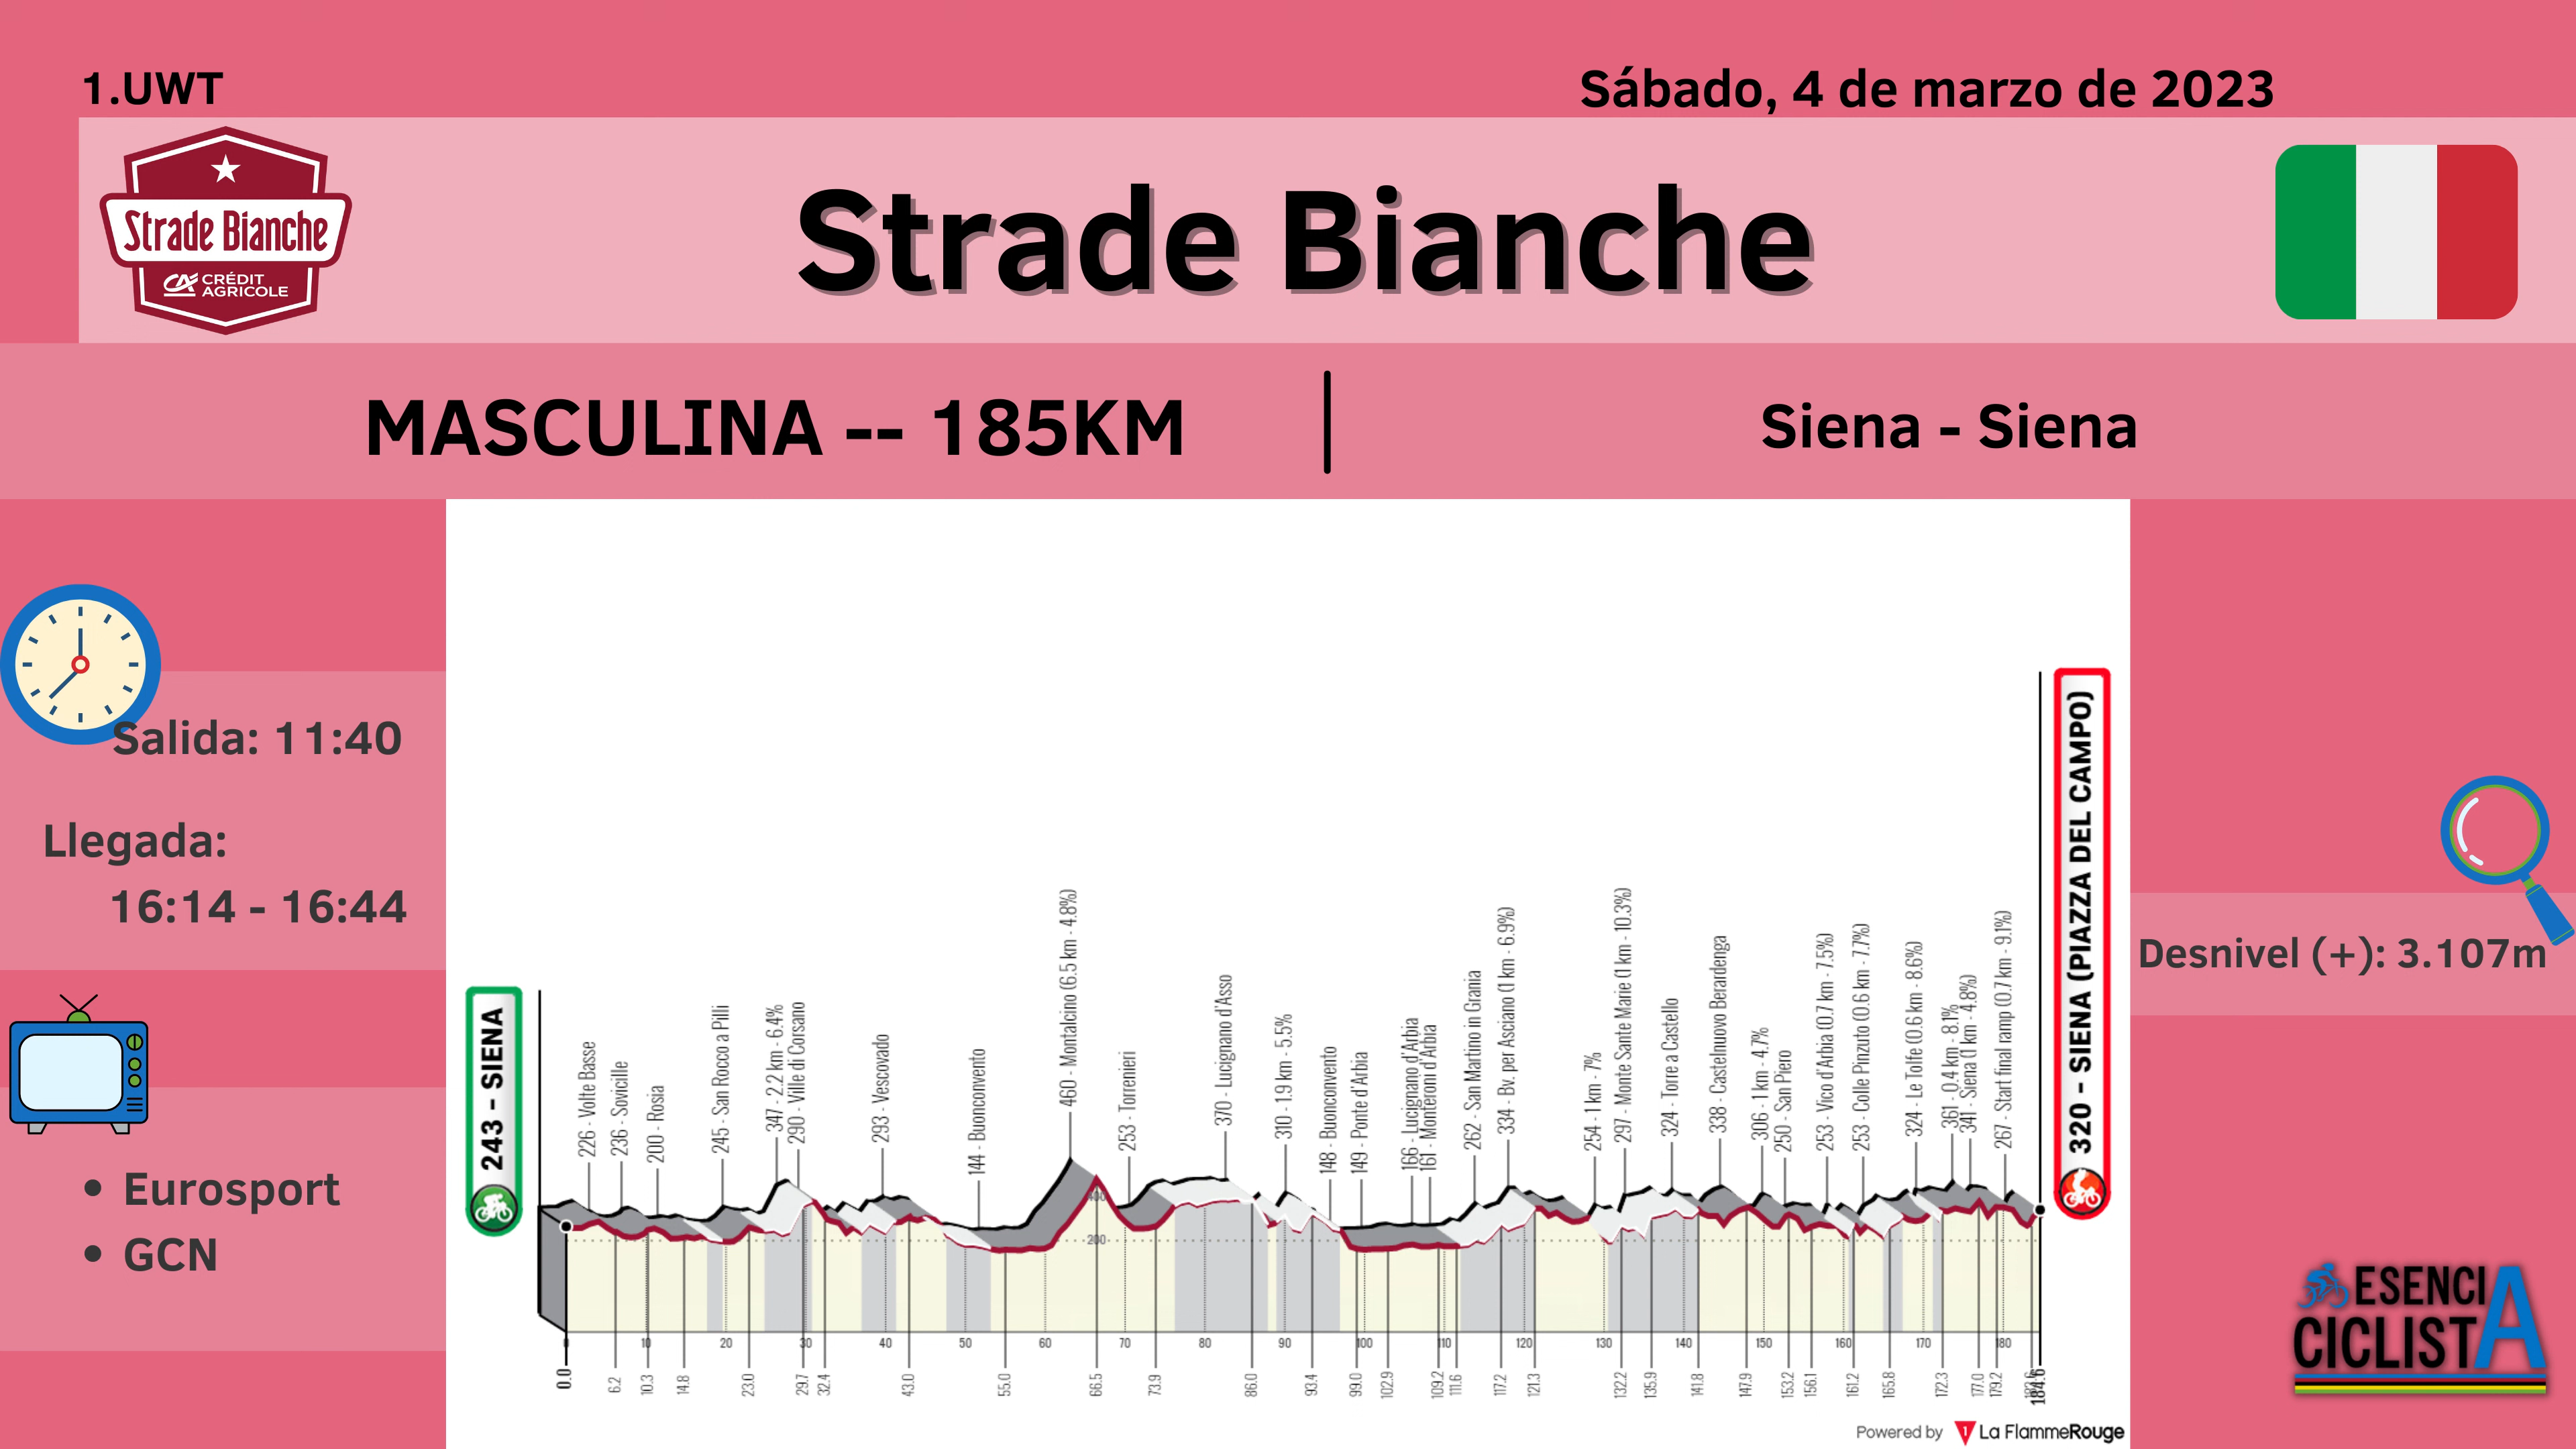 1.UWT
Sábado, 4 de marzo de 2023
Strade Bianche
CRÉDIT
AGRICOLE
Strade Bianche
MASCULINA -- 185KM
Siena - Siena
Salida: 11:40
Llegada:
16:14 - 16:44
Eurosport
GCN
Desnivel (+): 3.107m
243 - SIENA
226 - Volte Basse
236 - Sovicille
200 - Rosia
245 - San Rocco a Pilli
347 - 2.2 km - 6.4%
290 - Ville di Corsano
293 - Vescovado
144 - Buonconvento
460 - Montalcino (6.5 km - 4.8%)
253 - Torrenieri
370 - Lucignano d'Asso
310 - 1.9 km - 5.5%
148 - Buonconvento
149 - Ponte d'Arbia
166 - Lucignano d'Arbia
161 - Monteroni d'Arbia
262 - San Martino in Grania
334 - Bv. per Asciano (1 km - 6.9%)
254 - 1 km - 7%
297 - Monte Sante Marie (1 km - 10.3%)
324 - Torre a Castello
338 - Castelnuovo Berardenga
306 - 1 km - 4.7%
250 - San Piero
253 - Vico d'Arbia (0.7 km - 7.5%)
253 - Colle Pinzuto (0.6 km - 7.7%)
324 - Le Tolfe (0.6 km - 8.6%)
361 - 0.4 km - 8.1%
341 - Siena (1 km - 4.8%)
267 - Start final ramp (0.7 km - 9.1%)
320 - SIENA (PIAZZA DEL CAMPO)
400
200
0 10 20 30 40 50 60 70 80 90 100 110 120 130 140 150 160 170 180
0.0 6.2 10.3 14.8 23.0 29.7 32.4 43.0 55.0 66.5 73.9 86.0 93.4 99.0 102.9 109.2 111.6 117.2 121.3 132.2 135.9 141.8 147.9 153.2 156.1 161.2 165.8 172.3 177.0 179.2 184.6
Powered by La FlammeRouge
ESENCIA
CICLISTA